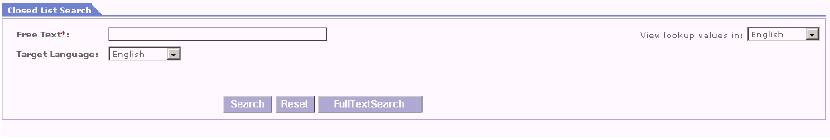 Closed List Search
Free Text*: View lookup values in: English
Target Language: English
Search Reset FullTextSearch